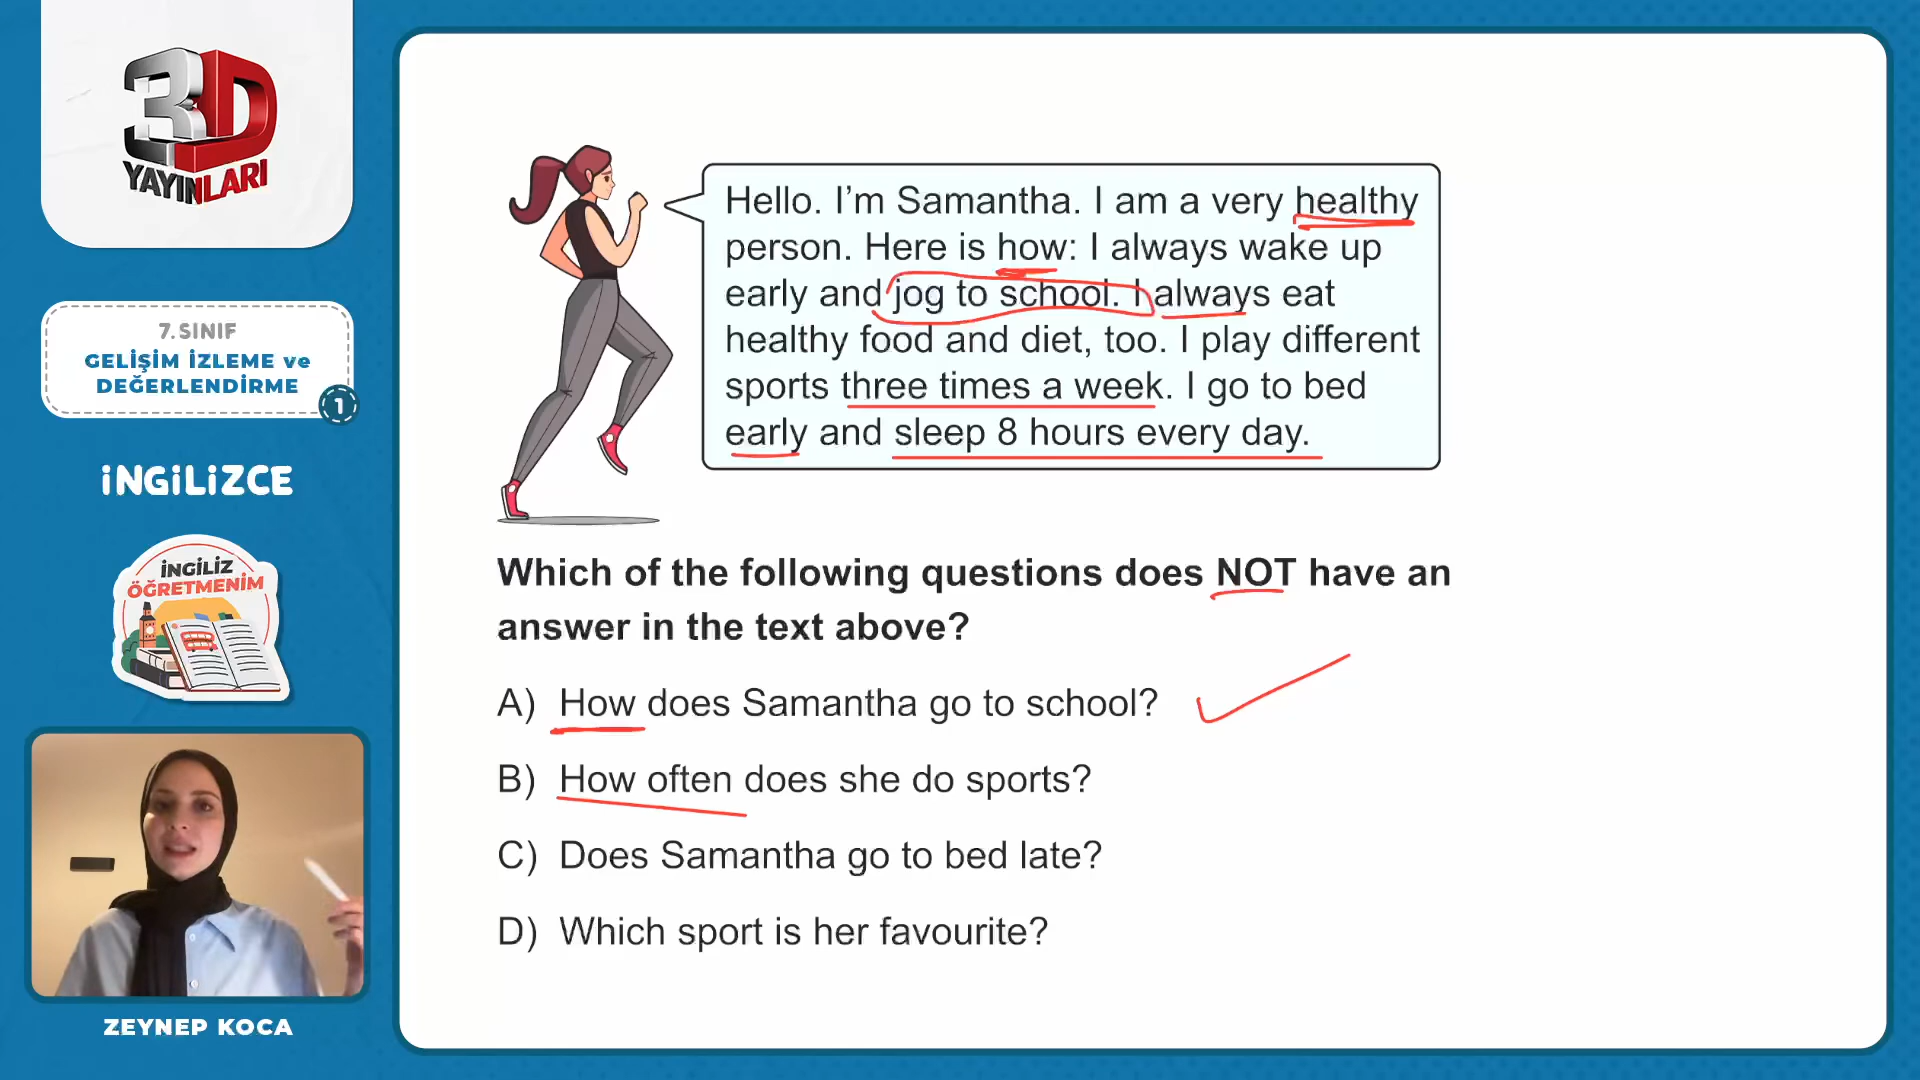 3D
YAYINLARI
7. SINIF
GELİŞİM İZLEME ve
DEĞERLENDİRME
1
İNGİLİZCE
İNGİLİZ
ÖĞRETMENİM
ZEYNEP KOCA
Hello. I’m Samantha. I am a very healthy
person. Here is how: I always wake up
early and jog to school. I always eat
healthy food and diet, too. I play different
sports three times a week. I go to bed
early and sleep 8 hours every day.
Which of the following questions does NOT have an
answer in the text above?
A) How does Samantha go to school?
B) How often does she do sports?
C) Does Samantha go to bed late?
D) Which sport is her favourite?